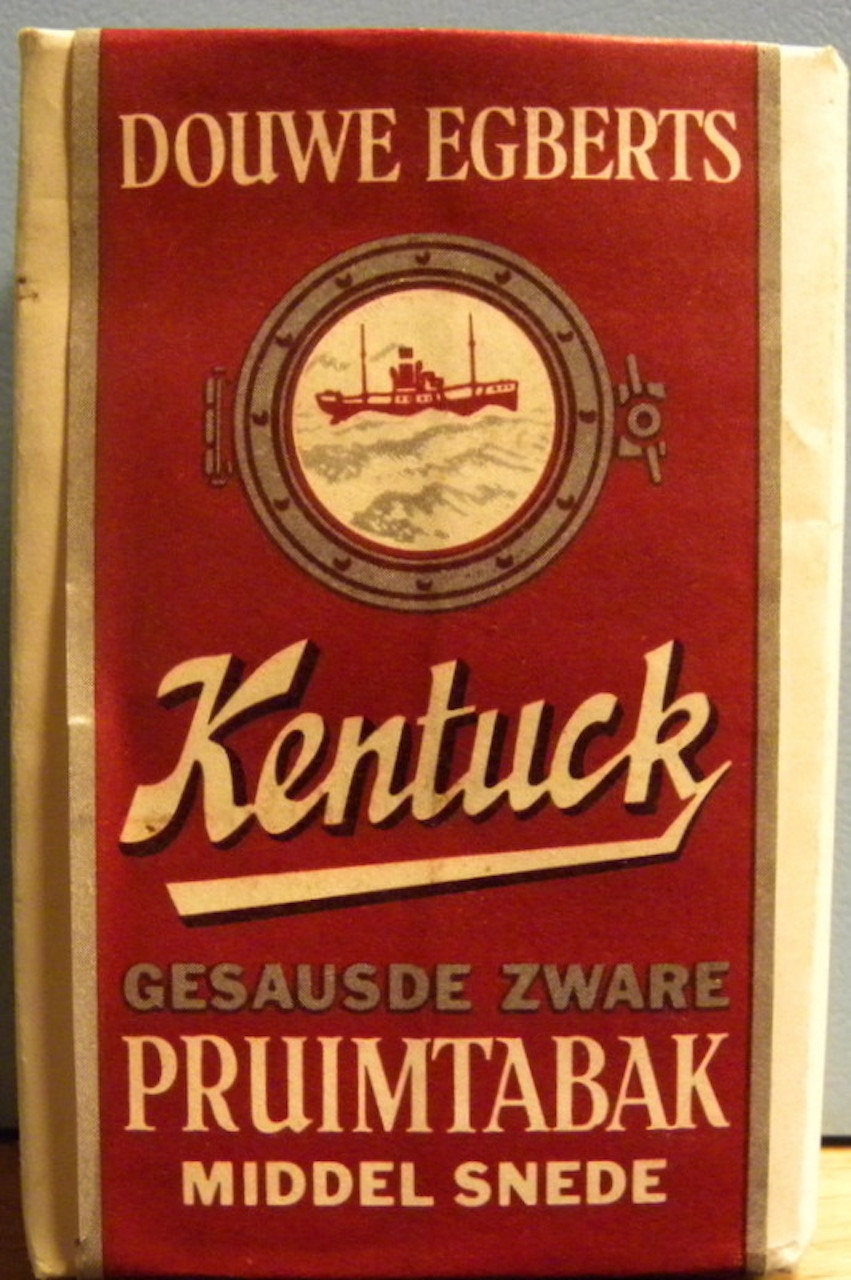 DOUWE EGBERTS
Kentuck
GESAUSDE ZWARE
PRUIMTABAK
MIDDEL SNEDE